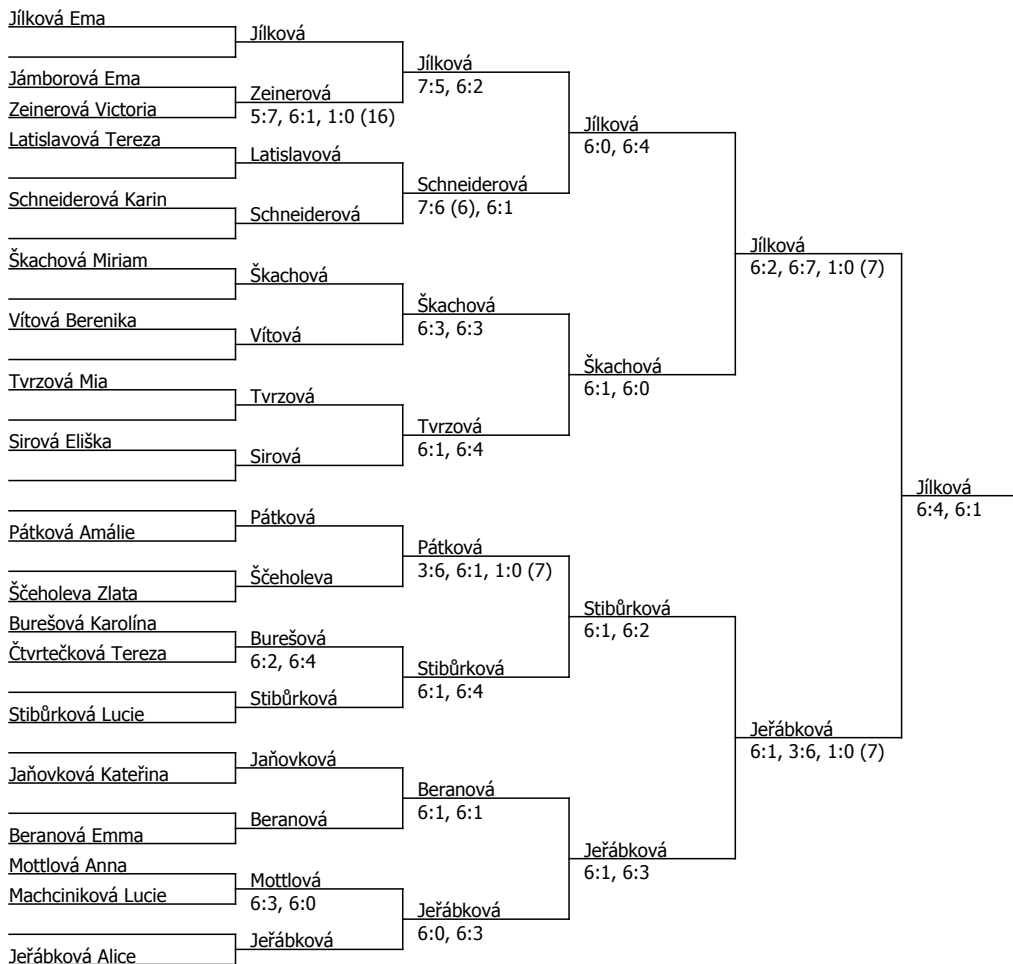 Jílková Ema
Jámborová Ema
Zeinerová Victoria
Latislavová Tereza
Schneiderová Karin
Škachová Miriam
Vítová Berenika
Tvrzová Mia
Sirová Eliška
Pátková Amálie
Ščeholeva Zlata
Burešová Karolína
Čtvrtečková Tereza
Stibůrková Lucie
Jaňovková Kateřina
Beranová Emma
Mottlová Anna
Machciniková Lucie
Jeřábková Alice
Jílková
Zeinerová
5:7, 6:1, 1:0 (16)
Latislavová
Schneiderová
Škachová
Vítová
Tvrzová
Sirová
Pátková
Ščeholeva
Burešová
6:2, 6:4
Stibůrková
Jaňovková
Beranová
Mottlová
6:3, 6:0
Jeřábková
Jílková
7:5, 6:2
Schneiderová
7:6 (6), 6:1
Škachová
6:3, 6:3
Tvrzová
6:1, 6:4
Pátková
3:6, 6:1, 1:0 (7)
Stibůrková
6:1, 6:4
Beranová
6:1, 6:1
Jeřábková
6:0, 6:3
Jílková
6:0, 6:4
Škachová
6:1, 6:0
Stibůrková
6:1, 6:2
Jeřábková
6:1, 6:3
Jílková
6:2, 6:7, 1:0 (7)
Jeřábková
6:1, 3:6, 1:0 (7)
Jílková
6:4, 6:1